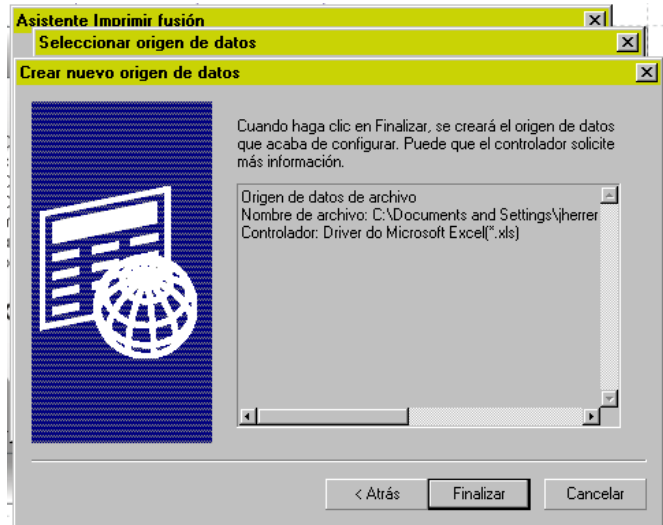 Asistente Imprimir fusión
Seleccionar origen de datos
Crear nuevo origen de datos
Cuando haga clic en Finalizar, se creará el origen de datos
que acaba de configurar. Puede que el controlador solicite
más información.
Origen de datos de archivo
Nombre de archivo: C:\Documents and Settings\jherrer
Controlador: Driver do Microsoft Excel(*.xls)
< Atrás
Finalizar
Cancelar